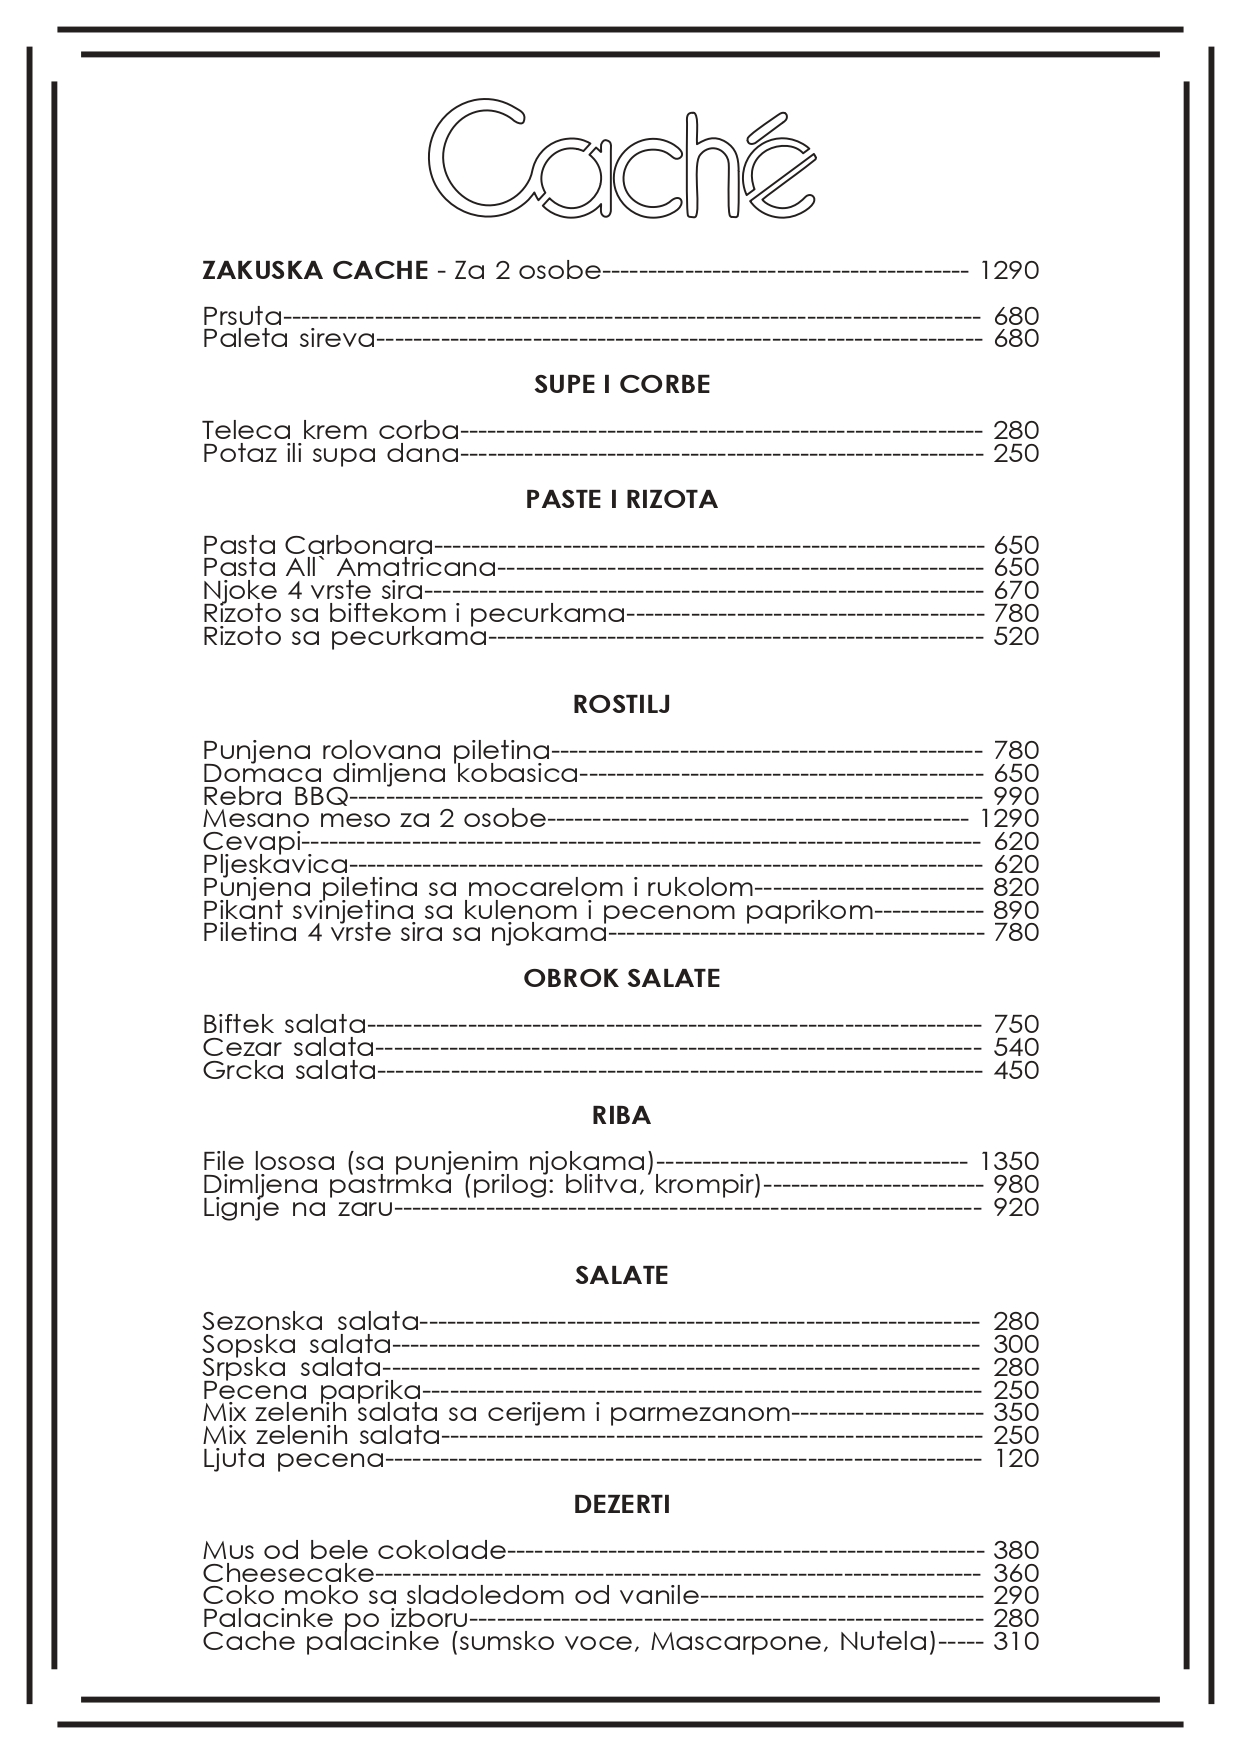 Caché
ZAKUSKA CACHE - Za 2 osobe---------------------------------------- 1290
Prsuta---------------------------------------------------------------------------- 680
Paleta sireva------------------------------------------------------------------ 680
SUPE I CORBE
Teleca krem corba--------------------------------------------------------- 280
Potaz ili supa dana--------------------------------------------------------- 250
PASTE I RIZOTA
Pasta Carbonara------------------------------------------------------------ 650
Pasta All` Amatricana----------------------------------------------------- 650
Njoke 4 vrste sira------------------------------------------------------------- 670
Rizoto sa biftekom i pecurkama--------------------------------------- 780
Rizoto sa pecurkama------------------------------------------------------ 520
ROSTILJ
Punjena rolovana piletina----------------------------------------------- 780
Domaca dimljena kobasica-------------------------------------------- 650
Rebra BBQ--------------------------------------------------------------------- 990
Mesano meso za 2 osobe---------------------------------------------- 1290
Cevapi-------------------------------------------------------------------------- 620
Pljeskavica--------------------------------------------------------------------- 620
Punjena piletina sa mocarelom i rukolom------------------------- 820
Pikant svinjetina sa kulenom i pecenom paprikom------------ 890
Piletina 4 vrste sira sa njokama----------------------------------------- 780
OBROK SALATE
Biftek salata------------------------------------------------------------------- 750
Cezar salata------------------------------------------------------------------ 540
Grcka salata------------------------------------------------------------------ 450
RIBA
File lososa (sa punjenim njokama)---------------------------------- 1350
Dimljena pastrmka (prilog: blitva, krompir)------------------------ 980
Lignje na zaru---------------------------------------------------------------- 920
SALATE
Sezonska salata------------------------------------------------------------- 280
Sopska salata---------------------------------------------------------------- 300
Srpska salata----------------------------------------------------------------- 280
Pecena paprika------------------------------------------------------------- 250
Mix zelenih salata sa cerijem i parmezanom--------------------- 350
Mix zelenih salata----------------------------------------------------------- 250
Ljuta pecena----------------------------------------------------------------- 120
DEZERTI
Mus od bele cokolade---------------------------------------------------- 380
Cheesecake------------------------------------------------------------------ 360
Coko moko sa sladoledom od vanile------------------------------- 290
Palacinke po izboru-------------------------------------------------------- 280
Cache palacinke (sumsko voce, Mascarpone, Nutela)----- 310